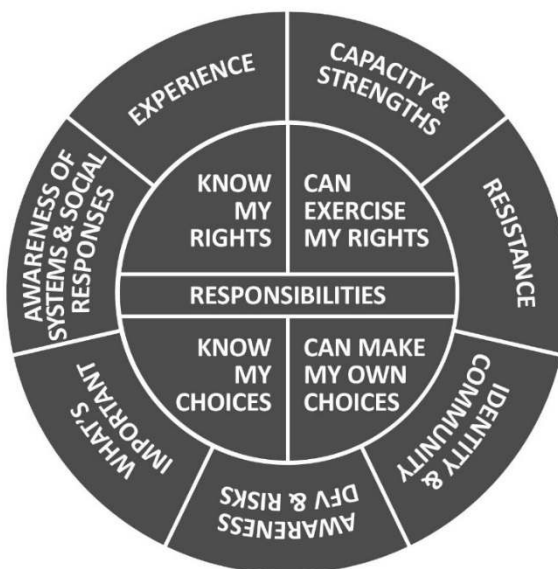 EXPERIENCE
CAPACITY &
STRENGTHS
RESISTANCE
IDENTITY &
COMMUNITY
AWARENESS
DFV & RISKS
WHAT'S
IMPORTANT
AWARENESS OF
SYSTEMS & SOCIAL
RESPONSES
KNOW
MY
RIGHTS
CAN
EXERCISE
MY RIGHTS
RESPONSIBILITIES
KNOW
MY
CHOICES
CAN MAKE
MY OWN
CHOICES